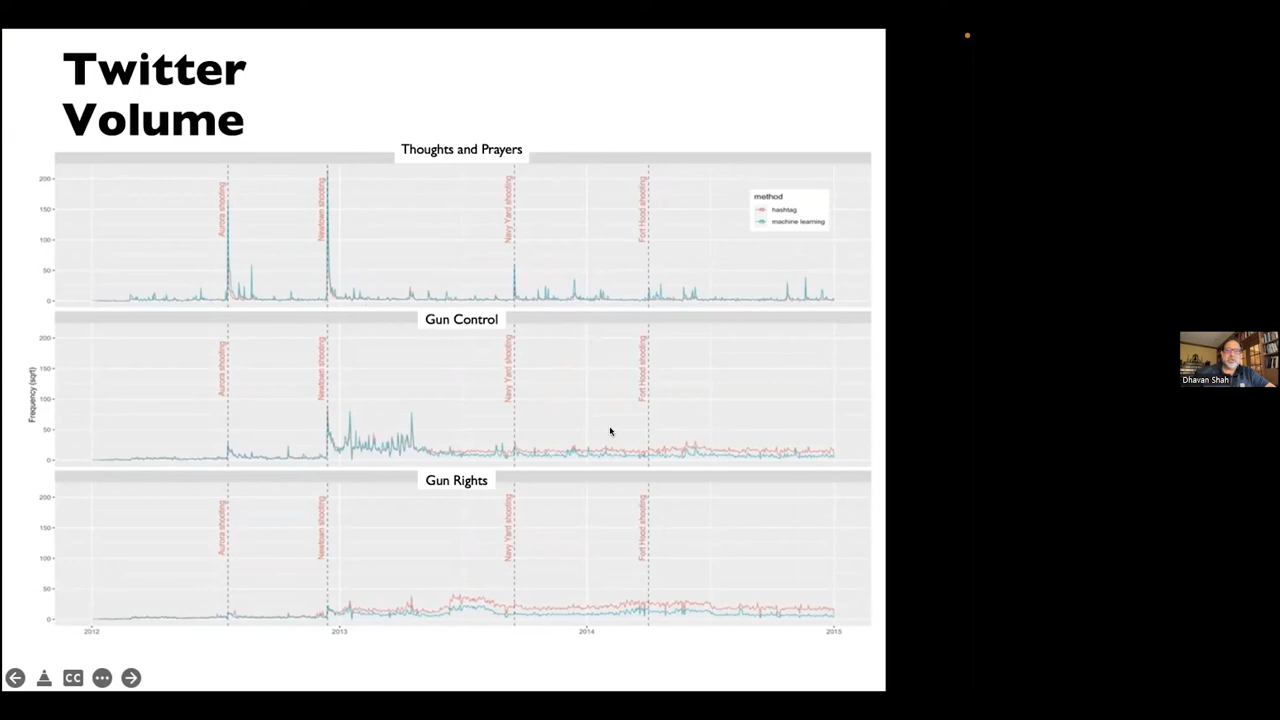 Twitter
Volume
Thoughts and Prayers
200
150
100
50
0
Aurora shooting
Newtown shooting
Navy Yard shooting
Fort Hood shooting
method
hashtag
machine learning
Gun Control
Frequency (sqrt)
200
150
100
50
0
Aurora shooting
Newtown shooting
Navy Yard shooting
Fort Hood shooting
Gun Rights
200
150
100
50
0
Aurora shooting
Newtown shooting
Navy Yard shooting
Fort Hood shooting
2012
2013
2014
2015
CC
Dhavan Shah